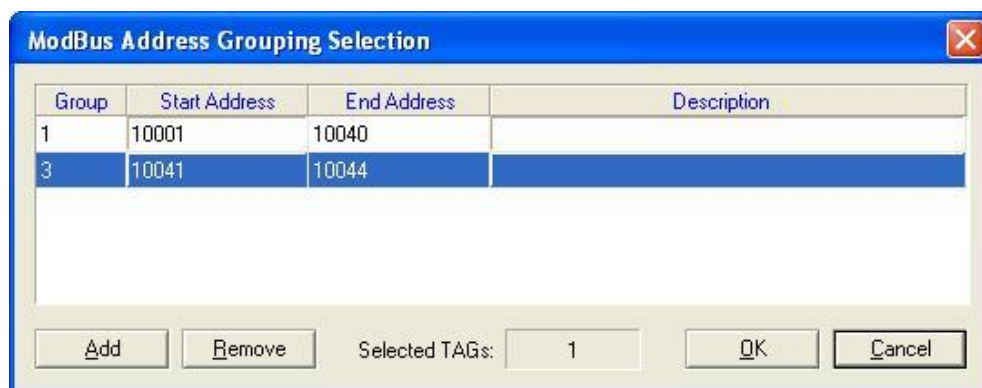 ModBus Address Grouping Selection
Group Start Address End Address Description
1 10001 10040
3 10041 10044
Add Remove Selected TAGs: 1 OK Cancel